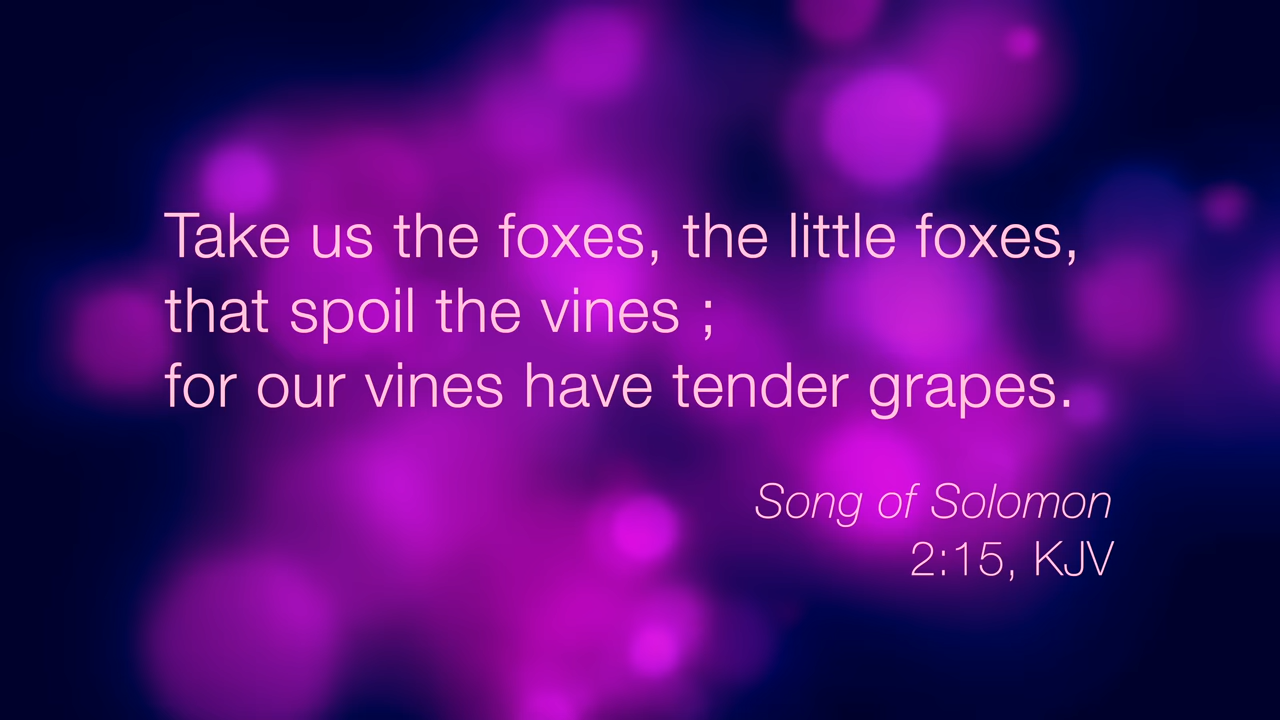 Take us the foxes, the little foxes,
that spoil the vines ;
for our vines have tender grapes.
Song of Solomon
2:15, KJV